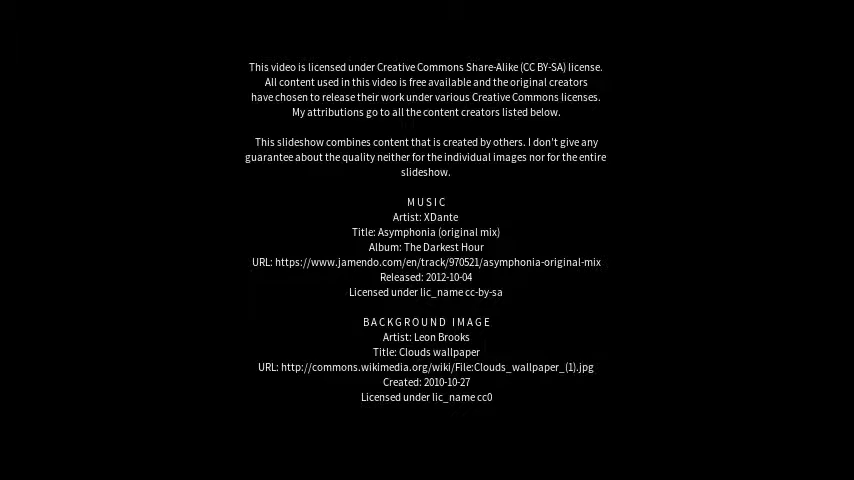 This video is licensed under Creative Commons Share-Alike (CC BY-SA) license.
All content used in this video is free available and the original creators
have chosen to release their work under various Creative Commons licenses.
My attributions go to all the content creators listed below.
This slideshow combines content that is created by others. I don't give any
guarantee about the quality neither for the individual images nor for the entire
slideshow.
MUSIC
Artist: XDante
Title: Asymphonia (original mix)
Album: The Darkest Hour
URL: https://www.jamendo.com/en/track/970521/asymphonia-original-mix
Released: 2012-10-04
Licensed under lic_name cc-by-sa
BACKGROUND IMAGE
Artist: Leon Brooks
Title: Clouds wallpaper
URL: http://commons.wikimedia.org/wiki/File:Clouds_wallpaper_(1).jpg
Created: 2010-10-27
Licensed under lic_name cc0